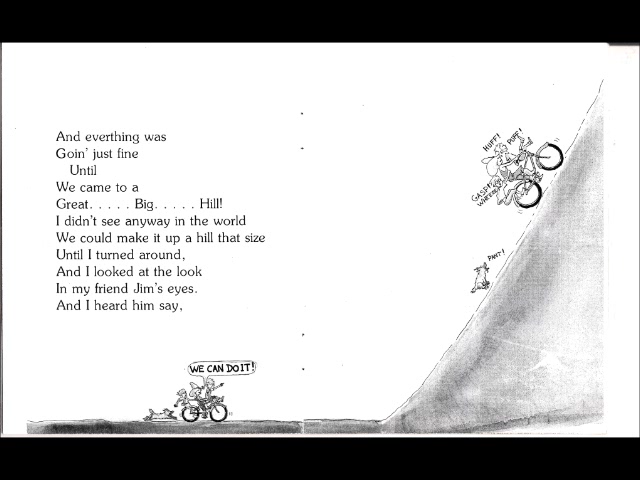 And everthing was
Goin' just fine
Until
We came to a
Great. . . . . Big. . . . . Hill!
I didn't see anyway in the world
We could make it up a hill that size
Until I turned around,
And I looked at the look
In my friend Jim's eyes.
And I heard him say,
WE CAN DO IT!
HUFF!
PUFF!
GASP!
PANT!